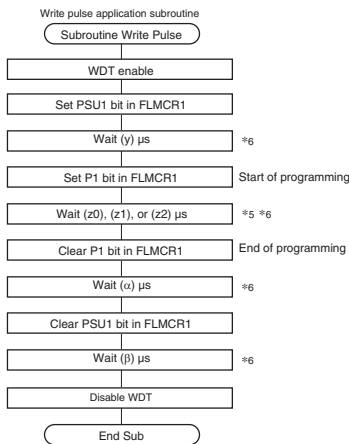 Write pulse application subroutine
Subroutine Write Pulse
WDT enable
Set PSU1 bit in FLMCR1
Wait (y) µs *6
Set P1 bit in FLMCR1 Start of programming
Wait (z0), (z1), or (z2) µs *5 *6
Clear P1 bit in FLMCR1 End of programming
Wait (α) µs *6
Clear PSU1 bit in FLMCR1
Wait (β) µs *6
Disable WDT
End Sub